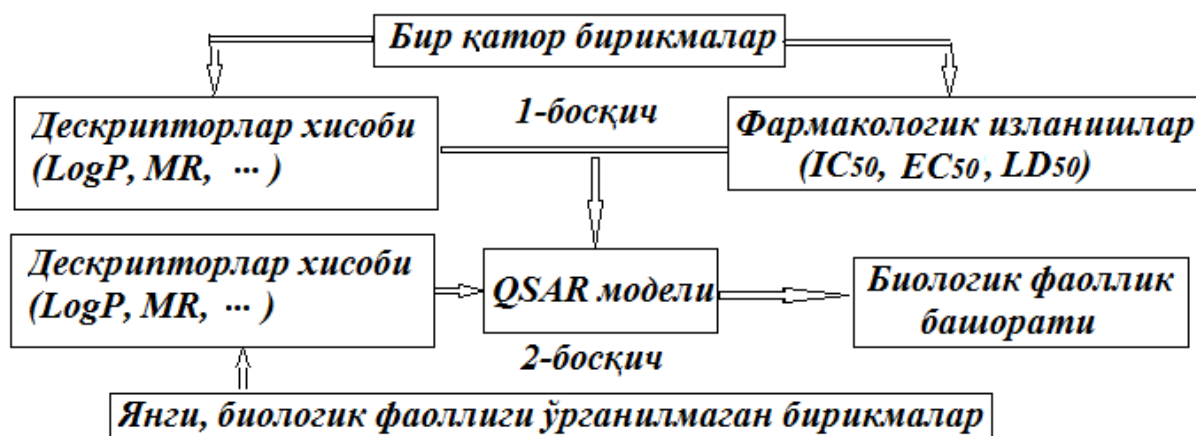 Бир қатор бирикмалар
1-босқич
Дескрипторлар хисоби
(LogP, MR, ··· )
Фармакологик изланишлар
(IC50, EC50, LD50)
Дескрипторлар хисоби
(LogP, MR, ··· )
QSAR модели
Биологик фаоллик
башорати
2-босқич
Янги, биологик фаоллиги ўрганилмаган бирикмалар